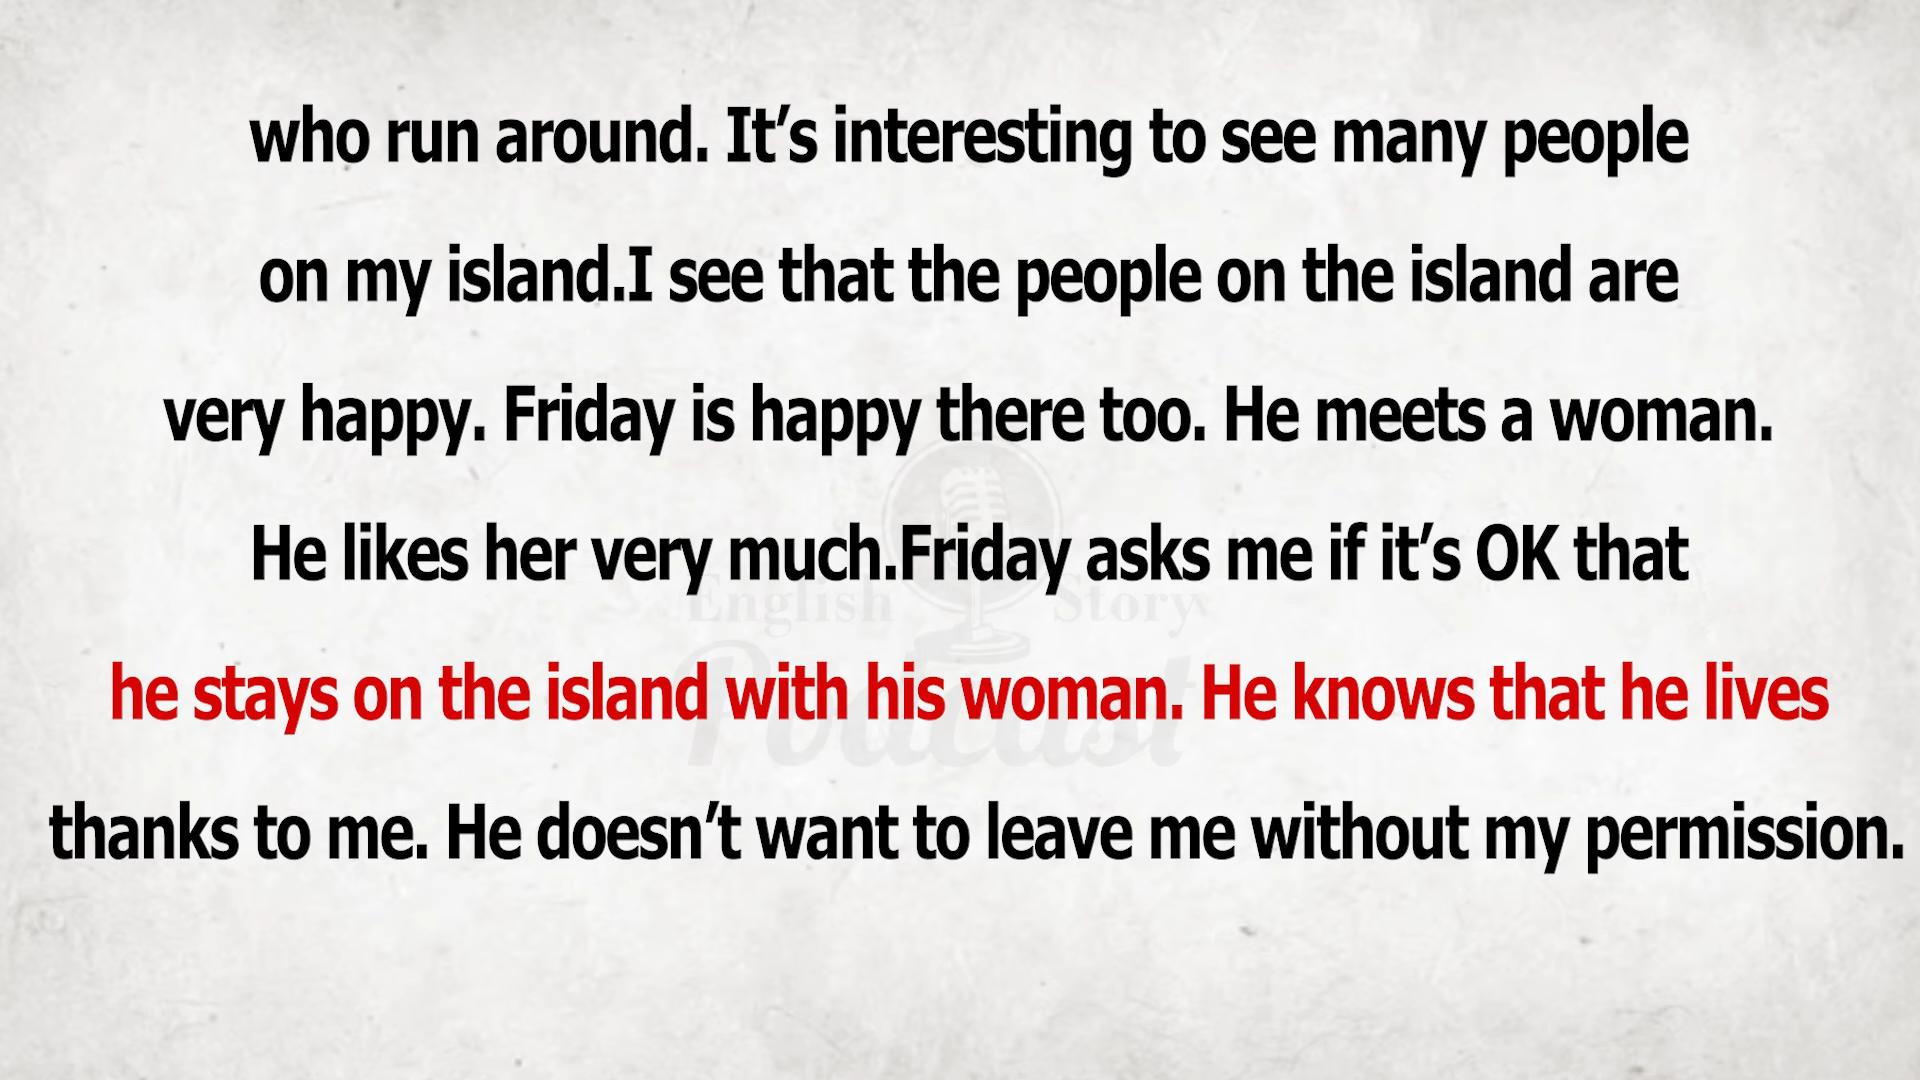 who run around. It’s interesting to see many people
on my island.I see that the people on the island are
very happy. Friday is happy there too. He meets a woman.
He likes her very much.Friday asks me if it’s OK that
English Story
he stays on the island with his woman. He knows that he lives
Podcast
thanks to me. He doesn’t want to leave me without my permission.